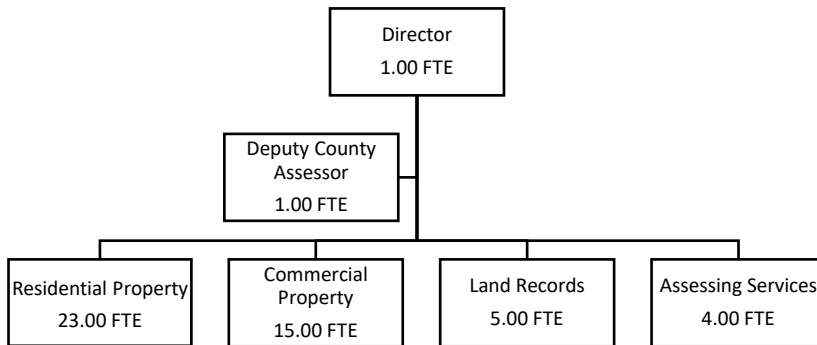 Director
1.00 FTE
Deputy County
Assessor
1.00 FTE
Residential Property
23.00 FTE
Commercial
Property
15.00 FTE
Land Records
5.00 FTE
Assessing Services
4.00 FTE